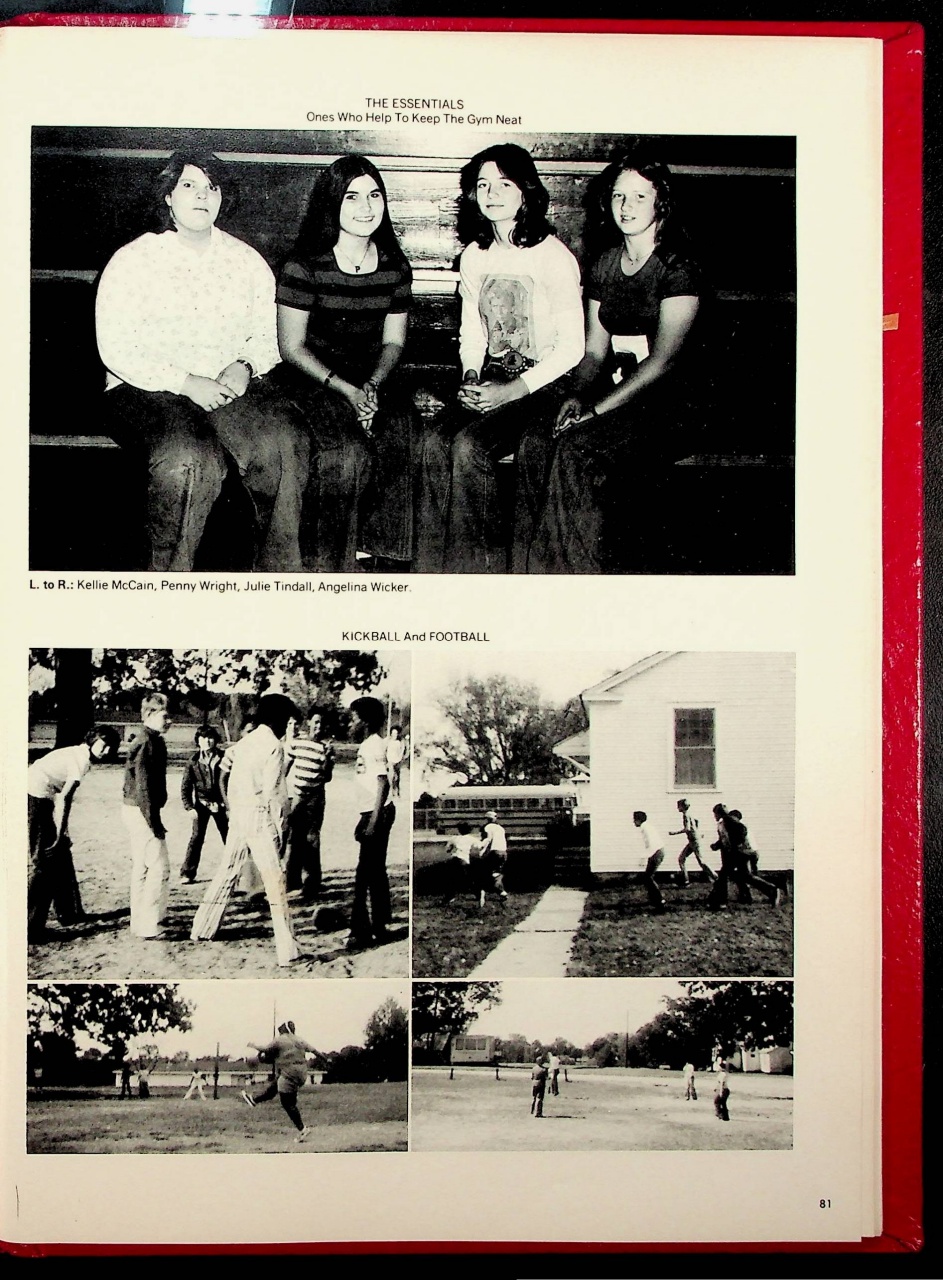 THE ESSENTIALS
Ones Who Help To Keep The Gym Neat
L. to R.: Kellie McCain, Penny Wright, Julie Tindall, Angelina Wicker.
KICKBALL And FOOTBALL
81